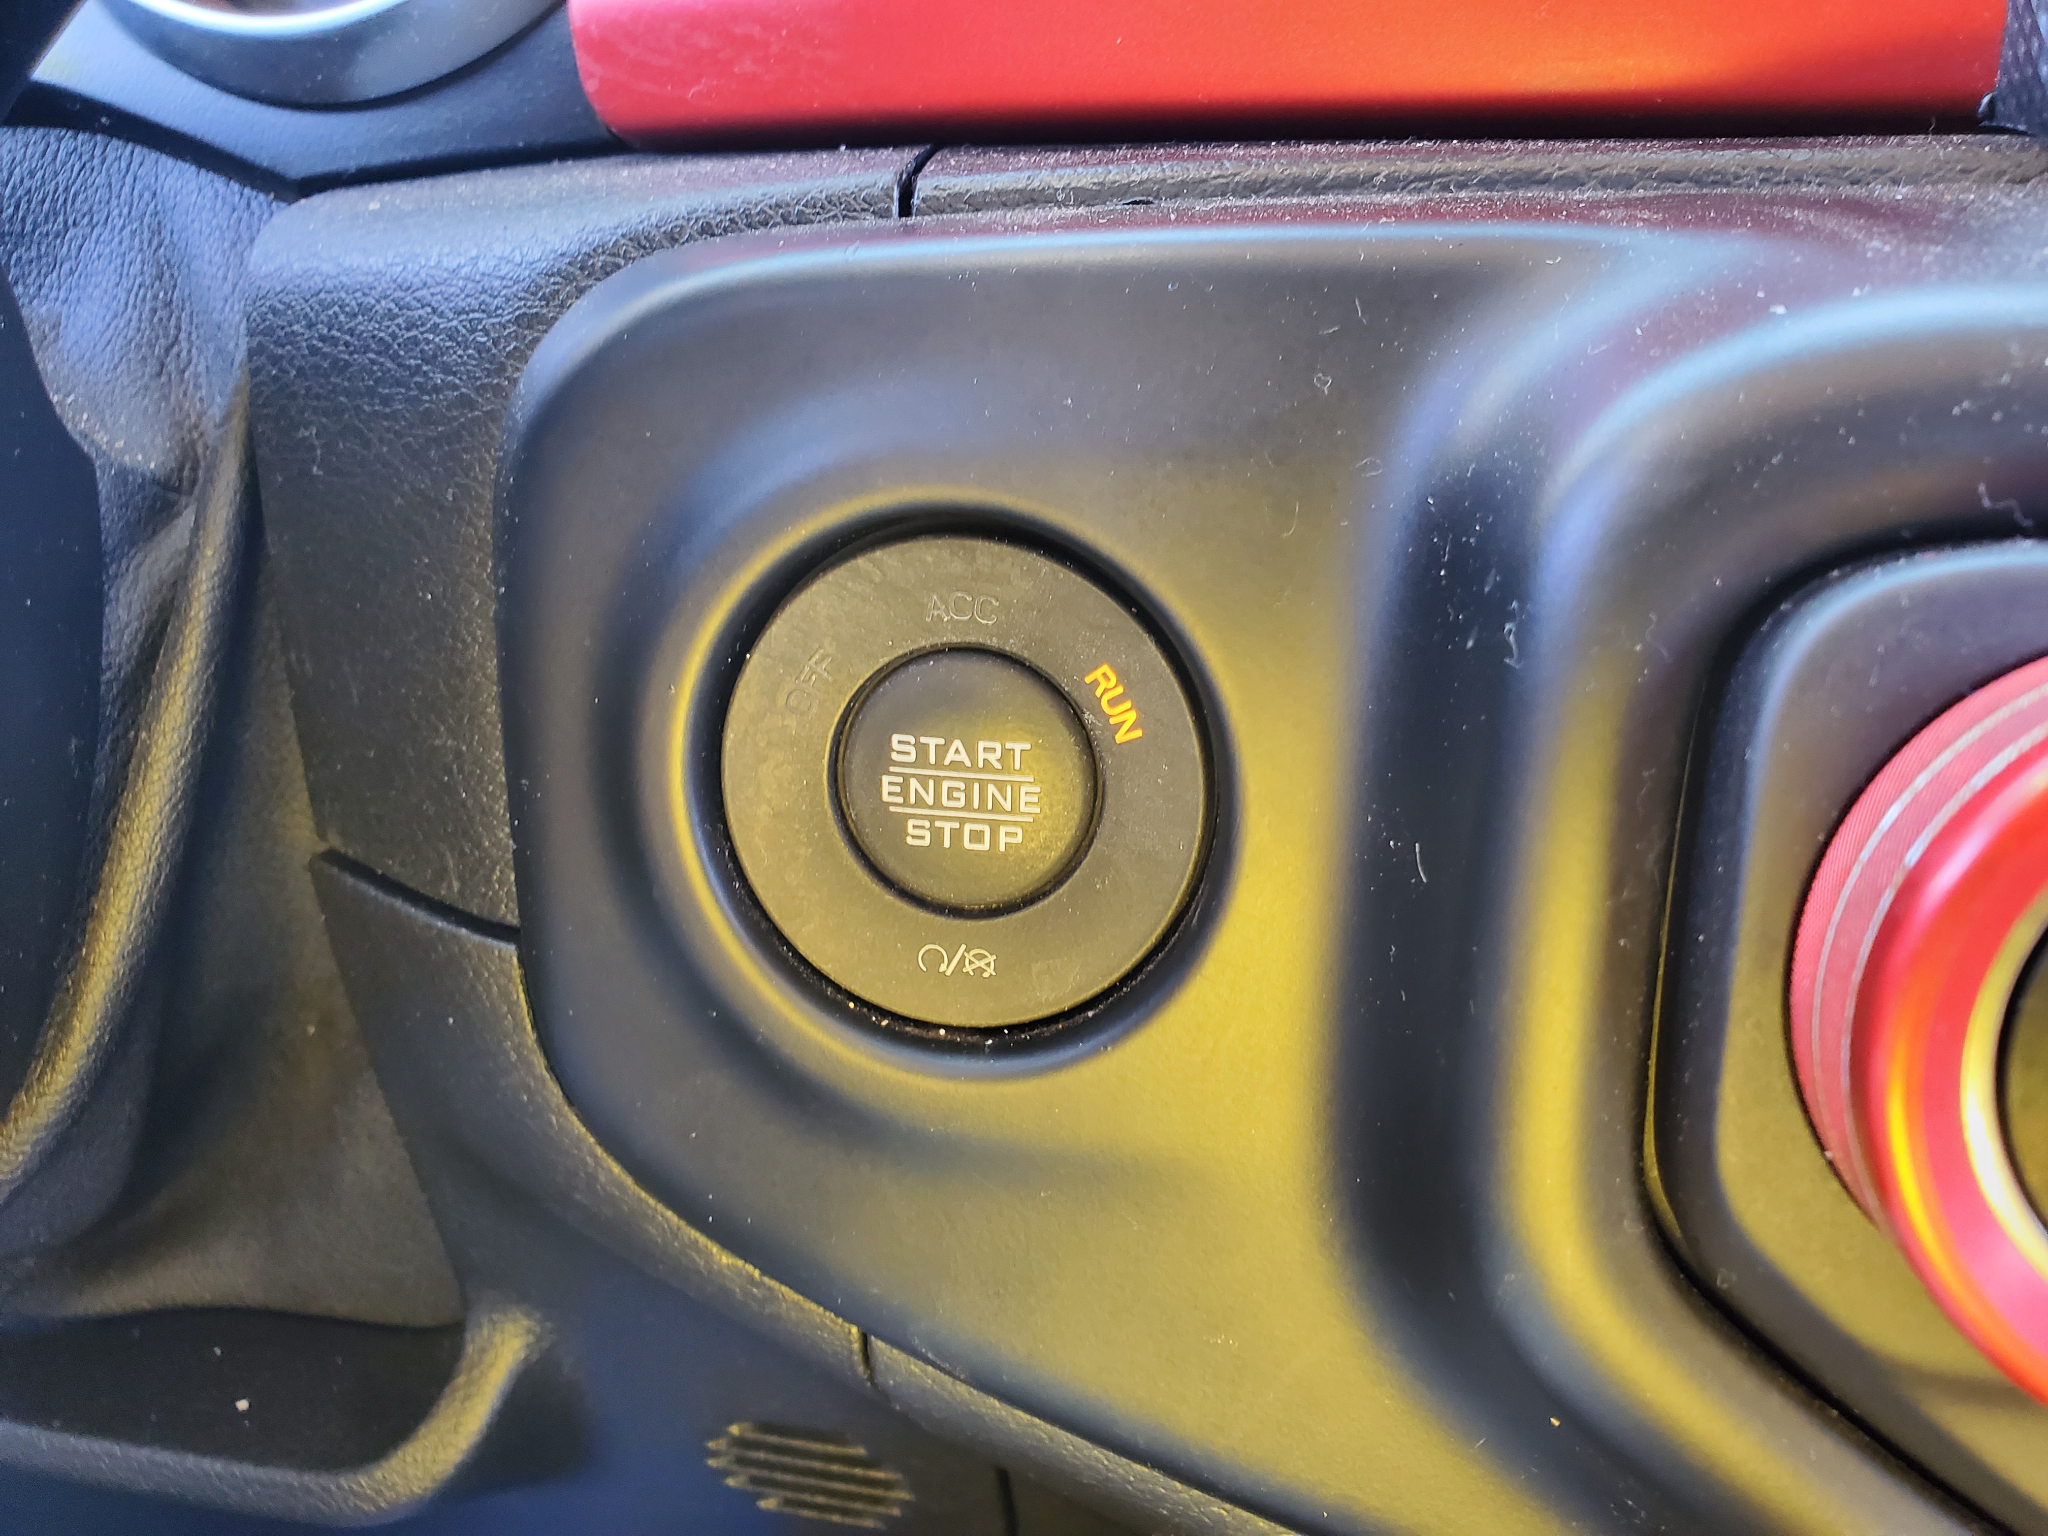 ACC
OFF
RUN
START
ENGINE
STOP